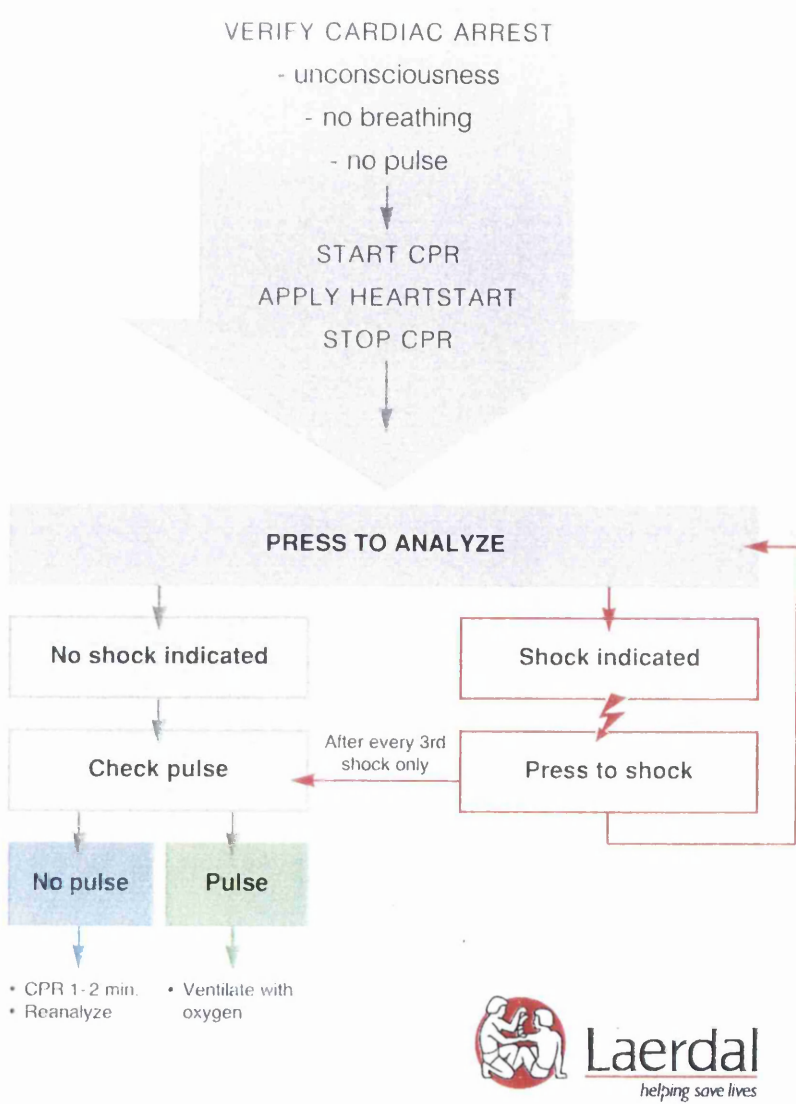 VERIFY CARDIAC ARREST
- unconsciousness
- no breathing
- no pulse
START CPR
APPLY HEARTSTART
STOP CPR
PRESS TO ANALYZE
No shock indicated
Shock indicated
Check pulse
After every 3rd
shock only
Press to shock
No pulse
Pulse
• CPR 1-2 min.
• Reanalyze
• Ventilate with
oxygen
Laerdal
helping save lives